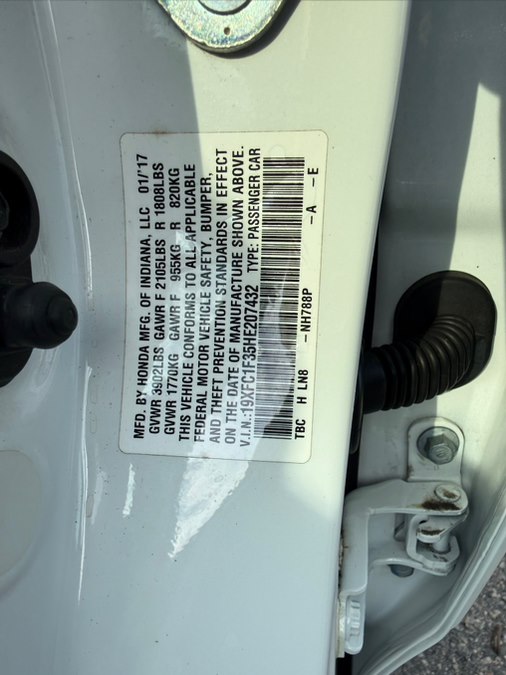 MFD. BY HONDA MFG. OF INDIANA, LLC 01/'17
GVWR 3902LBS GAWR F 2105LBS R 1808LBS
GVWR 1770KG GAWR F 955KG R 820KG
THIS VEHICLE CONFORMS TO ALL APPLICABLE
FEDERAL MOTOR VEHICLE SAFETY, BUMPER,
AND THEFT PREVENTION STANDARDS IN EFFECT
ON THE DATE OF MANUFACTURE SHOWN ABOVE.
V.I.N.:19XFC1F35HE207432 TYPE: PASSENGER CAR
TBC H LN8 –NH788P –A –E